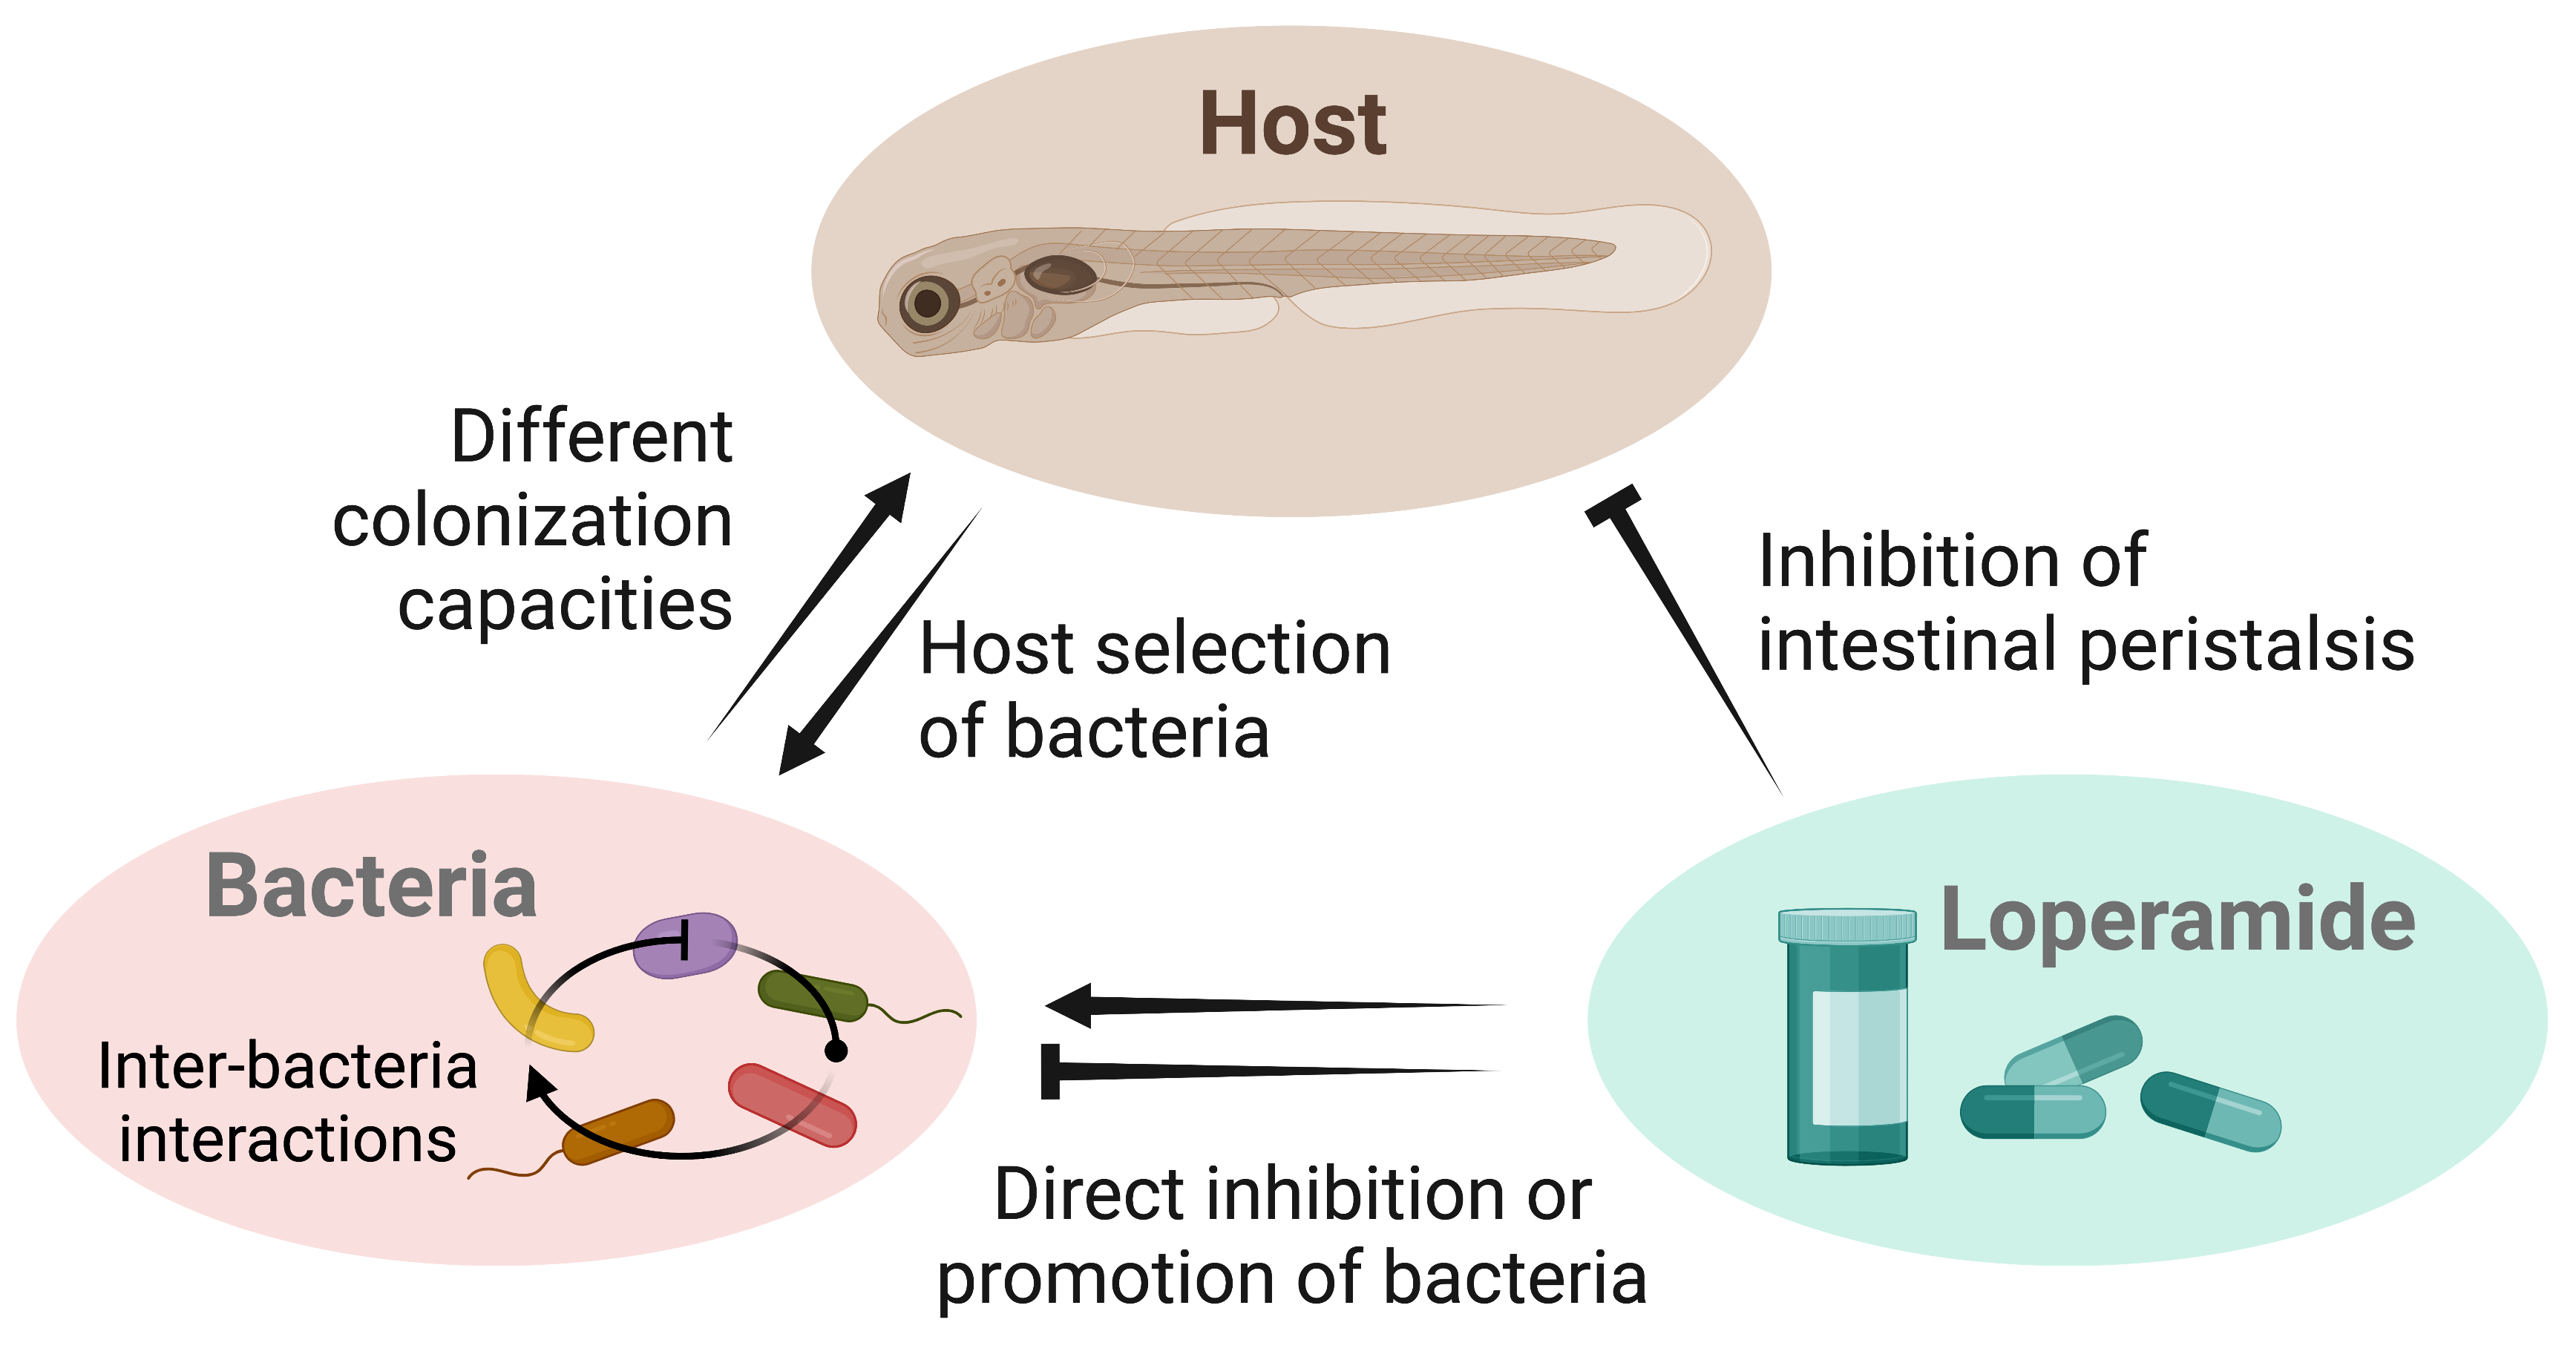 Host
Different
colonization
capacities
Host selection
of bacteria
Inhibition of
intestinal peristalsis
Bacteria
Inter-bacteria
interactions
Loperamide
Direct inhibition or
promotion of bacteria